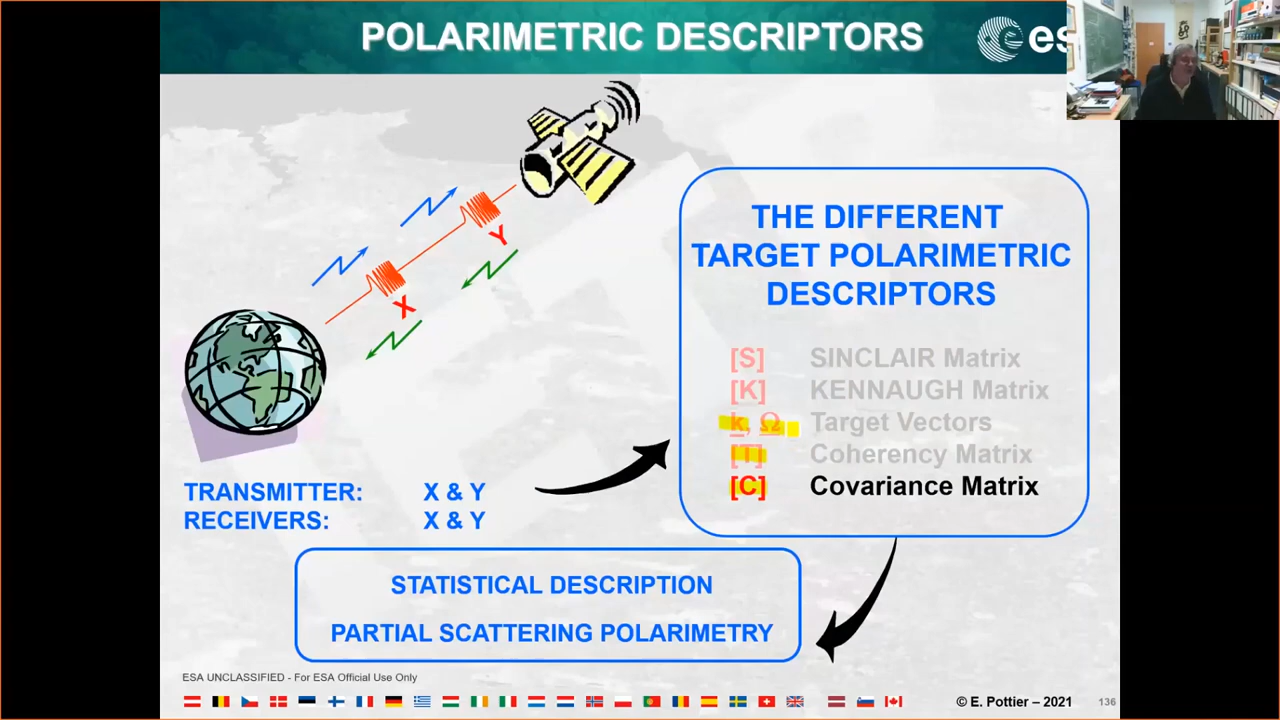 POLARIMETRIC DESCRIPTORS
es
Y
X
THE DIFFERENT
TARGET POLARIMETRIC
DESCRIPTORS
[S] SINCLAIR Matrix
[K] KENNAUGH Matrix
k, Ω Target Vectors
[T] Coherency Matrix
[C] Covariance Matrix
TRANSMITTER: X & Y
RECEIVERS: X & Y
STATISTICAL DESCRIPTION
PARTIAL SCATTERING POLARIMETRY
ESA UNCLASSIFIED - For ESA Official Use Only
© E. Pottier – 2021 136